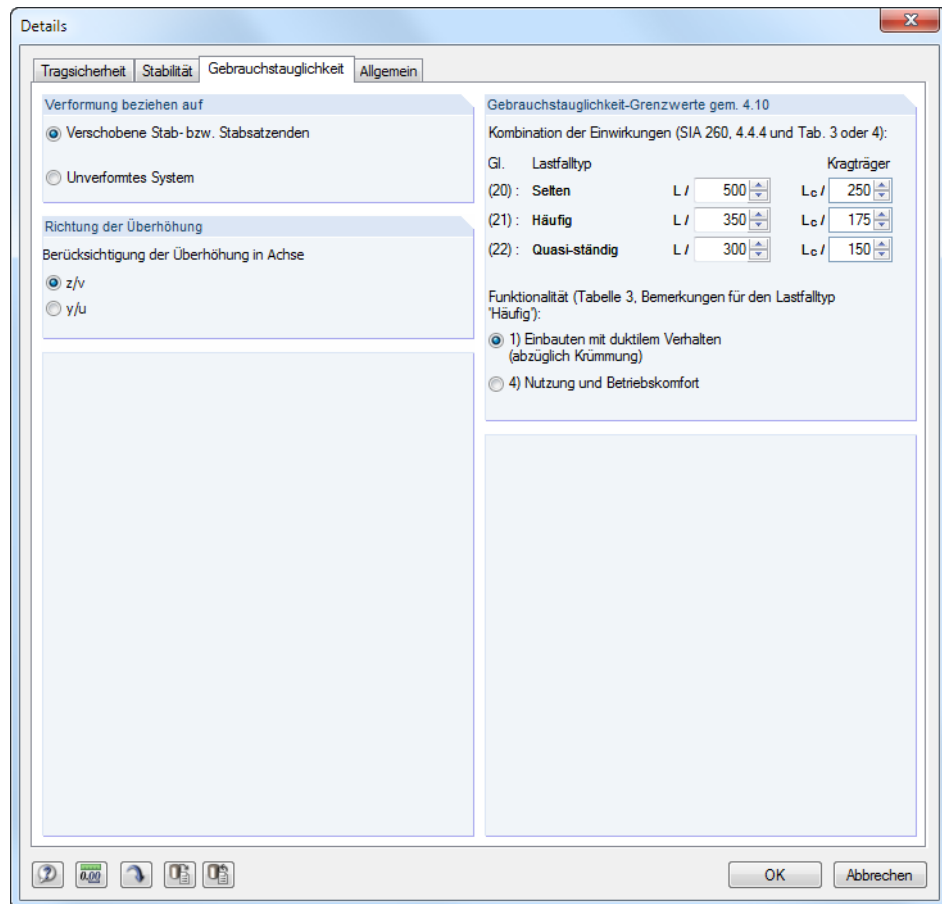 Details
Tragsicherheit Stabilität Gebrauchstauglichkeit Allgemein
Verformung beziehen auf
Verschobene Stab- bzw. Stabsatzenden
Unverformtes System
Richtung der Überhöhung
Berücksichtigung der Überhöhung in Achse
z/v
y/u
Gebrauchstauglichkeit-Grenzwerte gem. 4.10
Kombination der Einwirkungen (SIA 260, 4.4.4 und Tab. 3 oder 4):
Gl. Lastfalltyp Kragträger
(20) : Selten L / 500 Lc / 250
(21) : Häufig L / 350 Lc / 175
(22) : Quasi-ständig L / 300 Lc / 150
Funktionalität (Tabelle 3, Bemerkungen für den Lastfalltyp
'Häufig'):
1) Einbauten mit duktilem Verhalten
(abzüglich Krümmung)
4) Nutzung und Betriebskomfort
0.00
OK Abbrechen